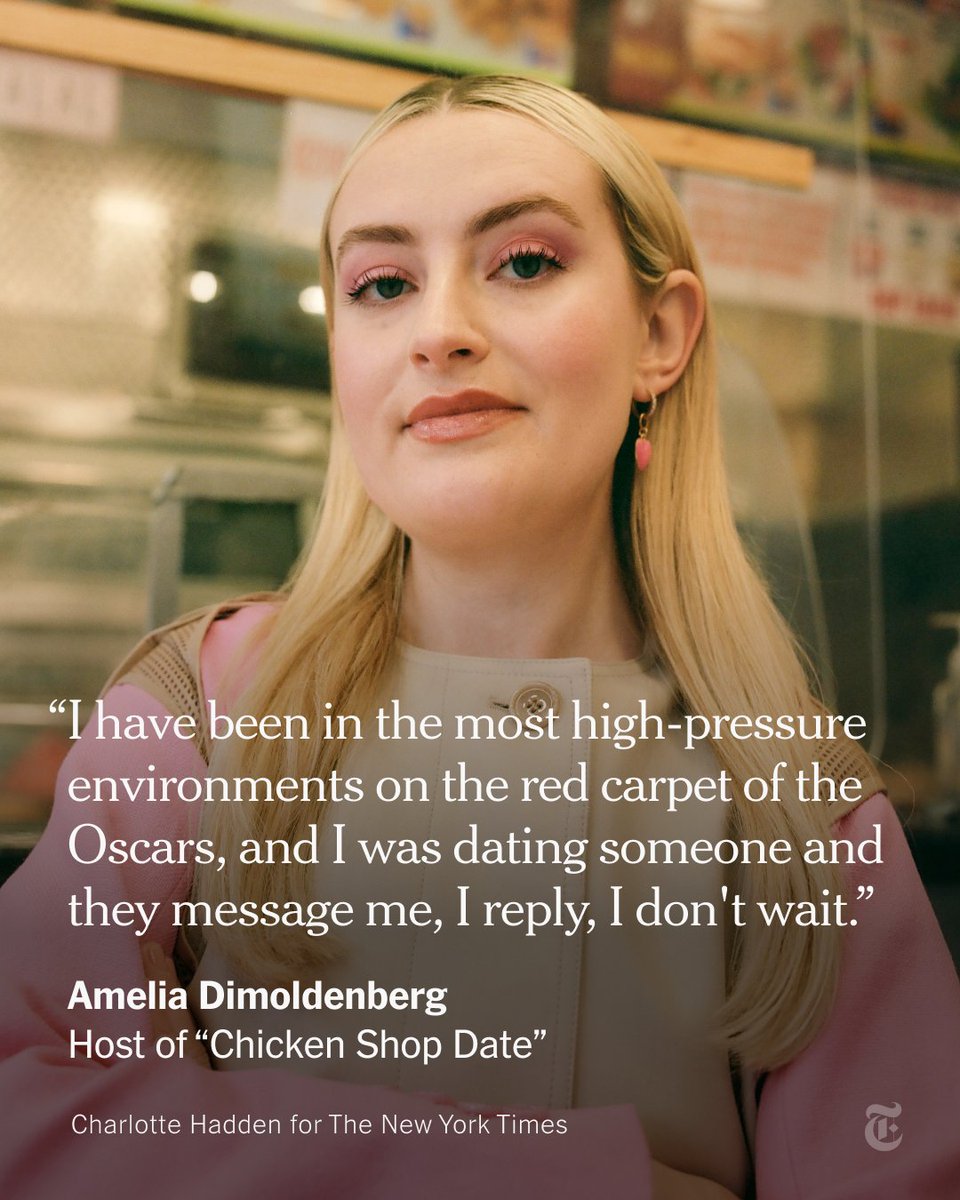 “I have been in the most high-pressure
environments on the red carpet of the
Oscars, and I was dating someone and
they message me, I reply, I don't wait.”
Amelia Dimoldenberg
Host of “Chicken Shop Date”
Charlotte Hadden for The New York Times